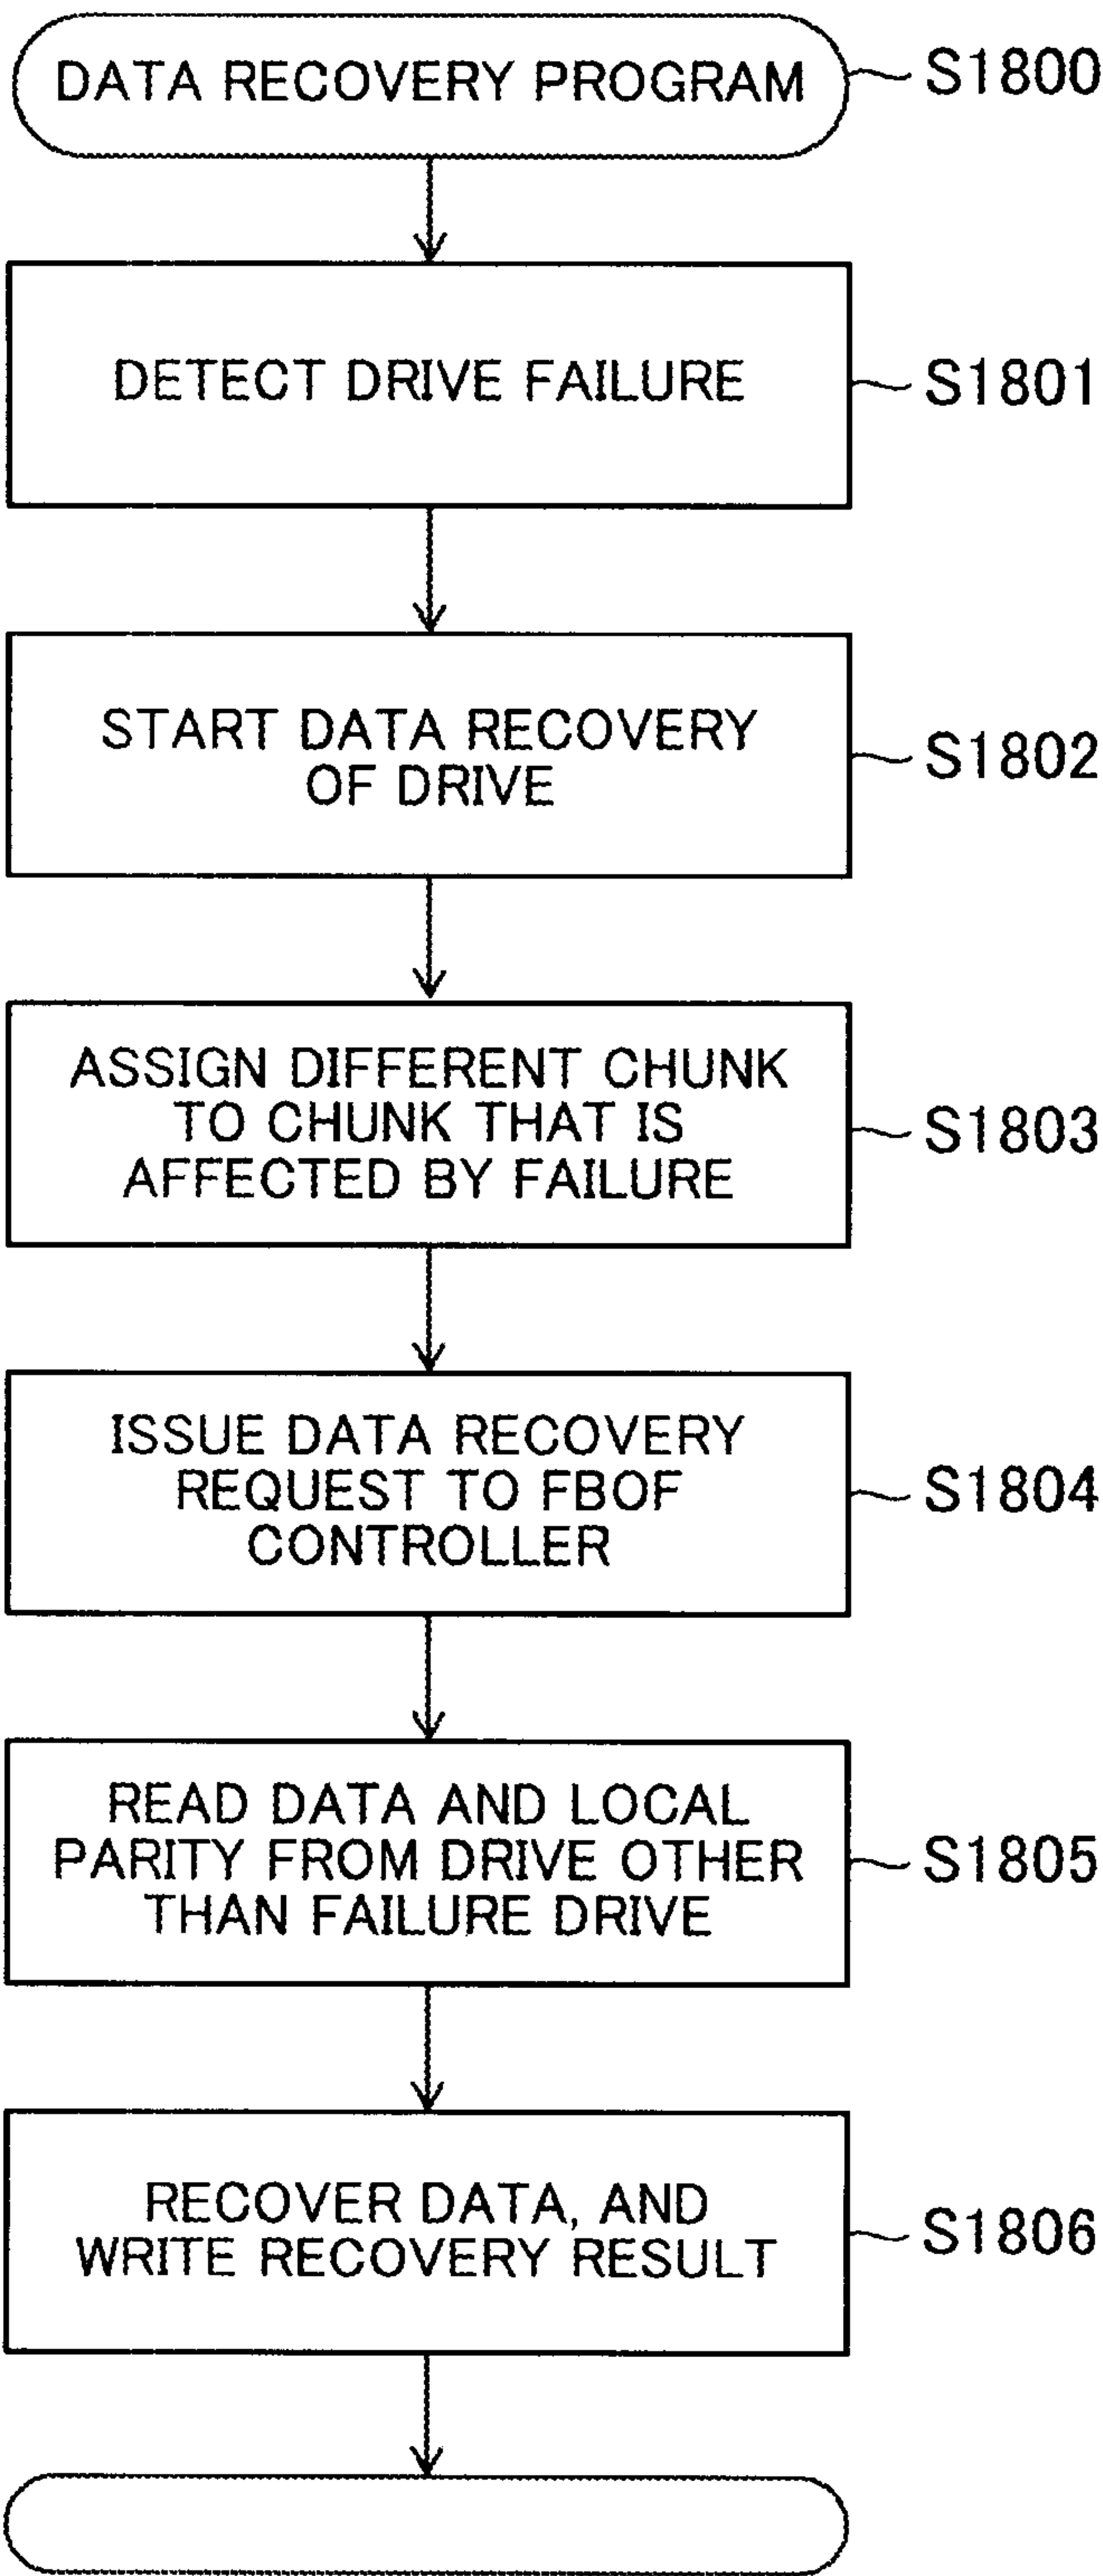 DATA RECOVERY PROGRAM
S1800
DETECT DRIVE FAILURE
S1801
START DATA RECOVERY
OF DRIVE
S1802
ASSIGN DIFFERENT CHUNK
TO CHUNK THAT IS
AFFECTED BY FAILURE
S1803
ISSUE DATA RECOVERY
REQUEST TO FBOF
CONTROLLER
S1804
READ DATA AND LOCAL
PARITY FROM DRIVE OTHER
THAN FAILURE DRIVE
S1805
RECOVER DATA, AND
WRITE RECOVERY RESULT
S1806